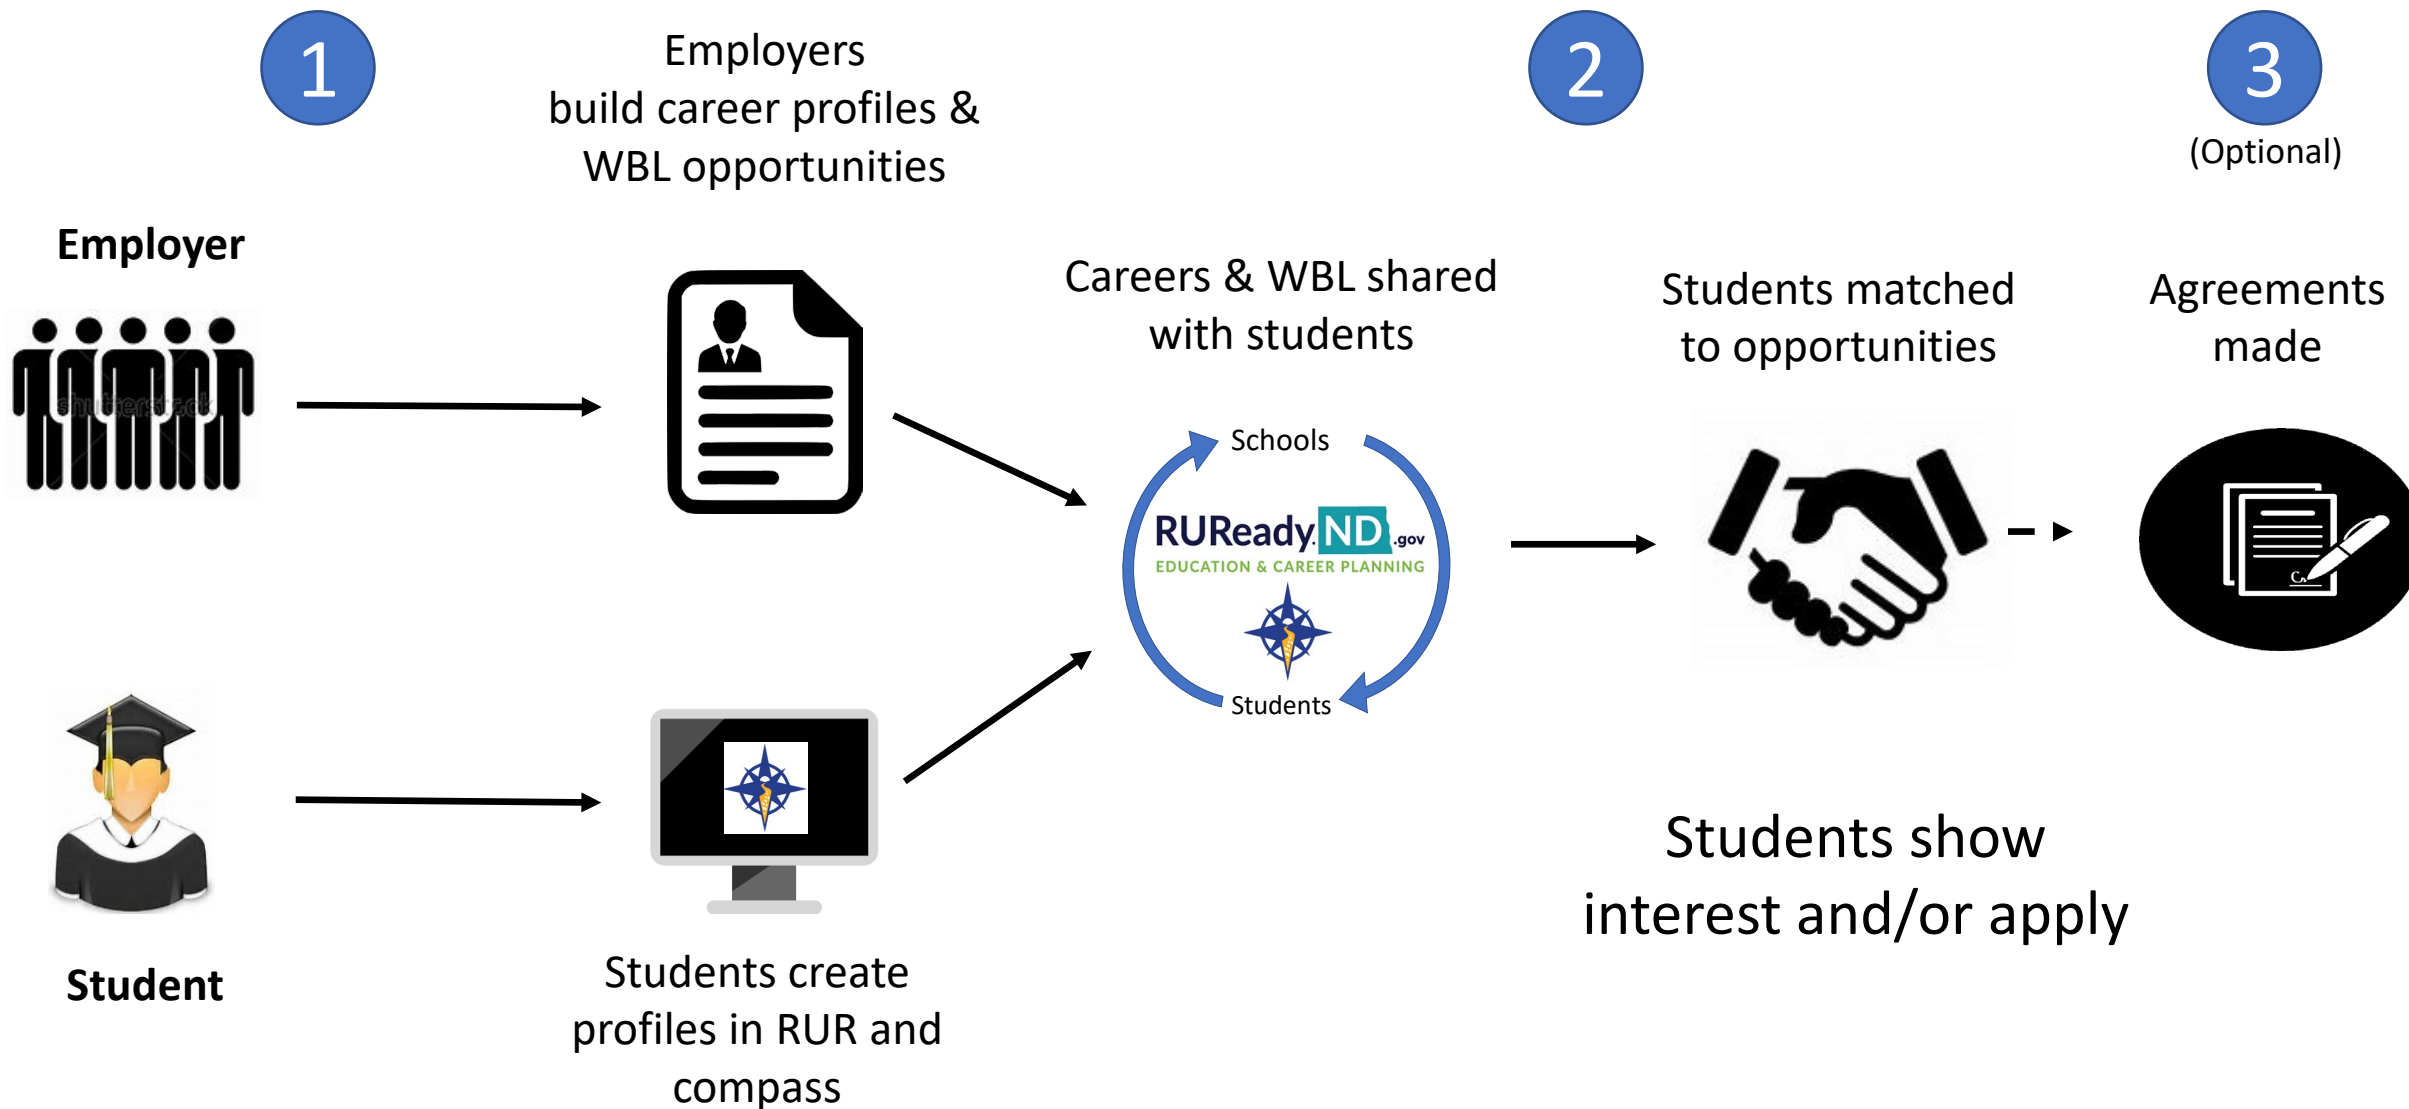 1
Employers
build career profiles &
WBL opportunities
2
3
(Optional)
Employer
shutterstock
Careers & WBL shared
with students
Students matched
to opportunities
Agreements
made
Schools
RUReady.ND.gov
EDUCATION & CAREER PLANNING
Students
Student
Students create
profiles in RUR and
compass
Students show
interest and/or apply